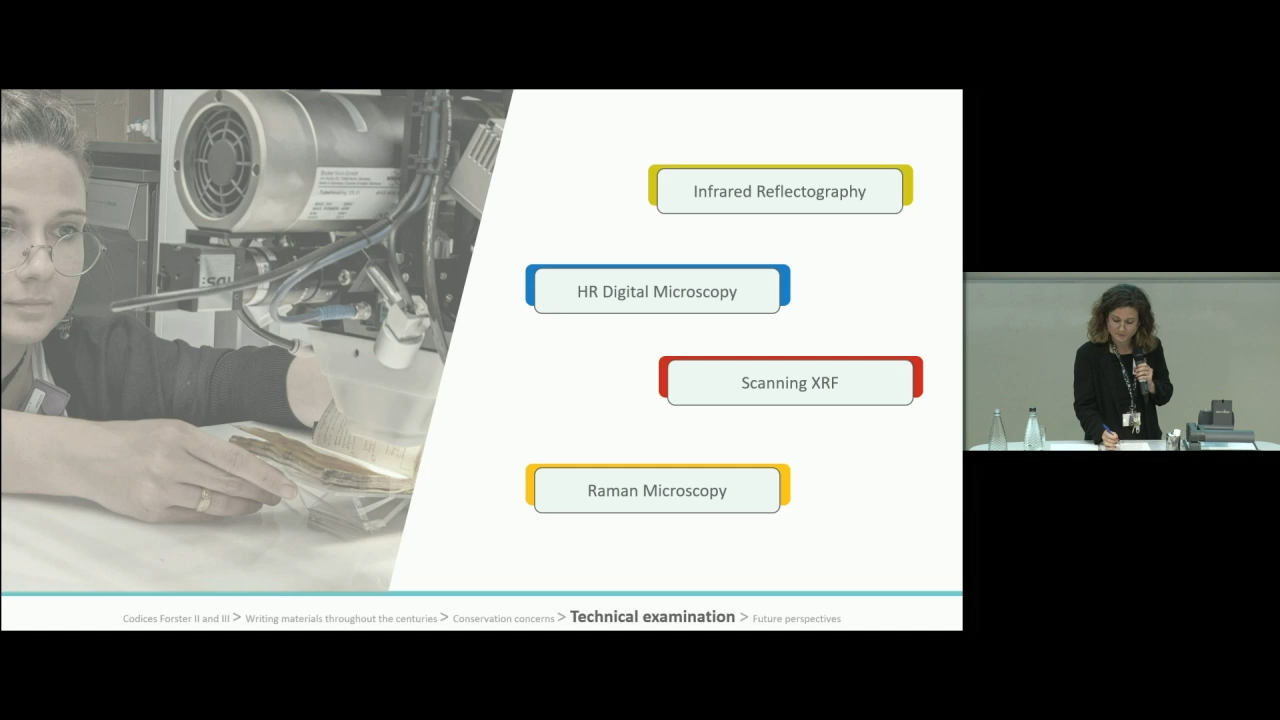 Infrared Reflectography
HR Digital Microscopy
Scanning XRF
Raman Microscopy
Codices Forster II and III > Writing materials throughout the centuries > Conservation concerns > Technical examination > Future perspectives